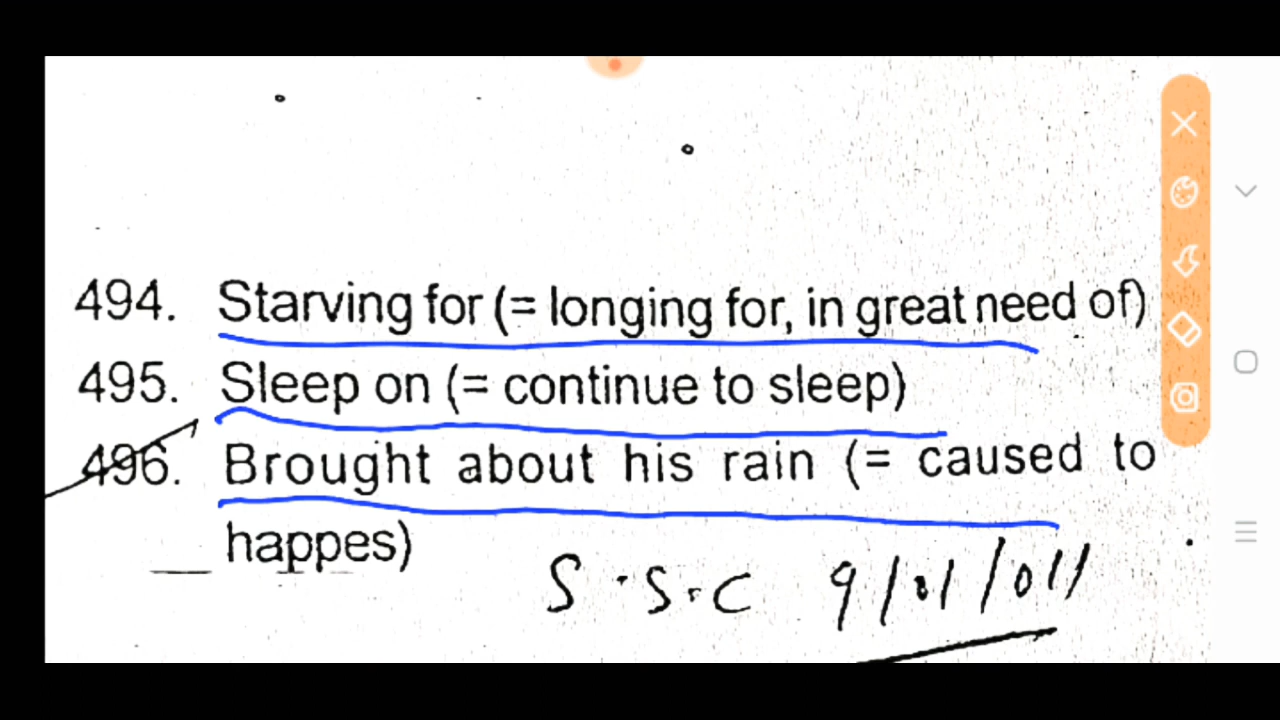 494. Starving for (= longing for, in great need of)
495. Sleep on (= continue to sleep)
496. Brought about his rain (= caused to
happes)
S.S.C 9/01/011